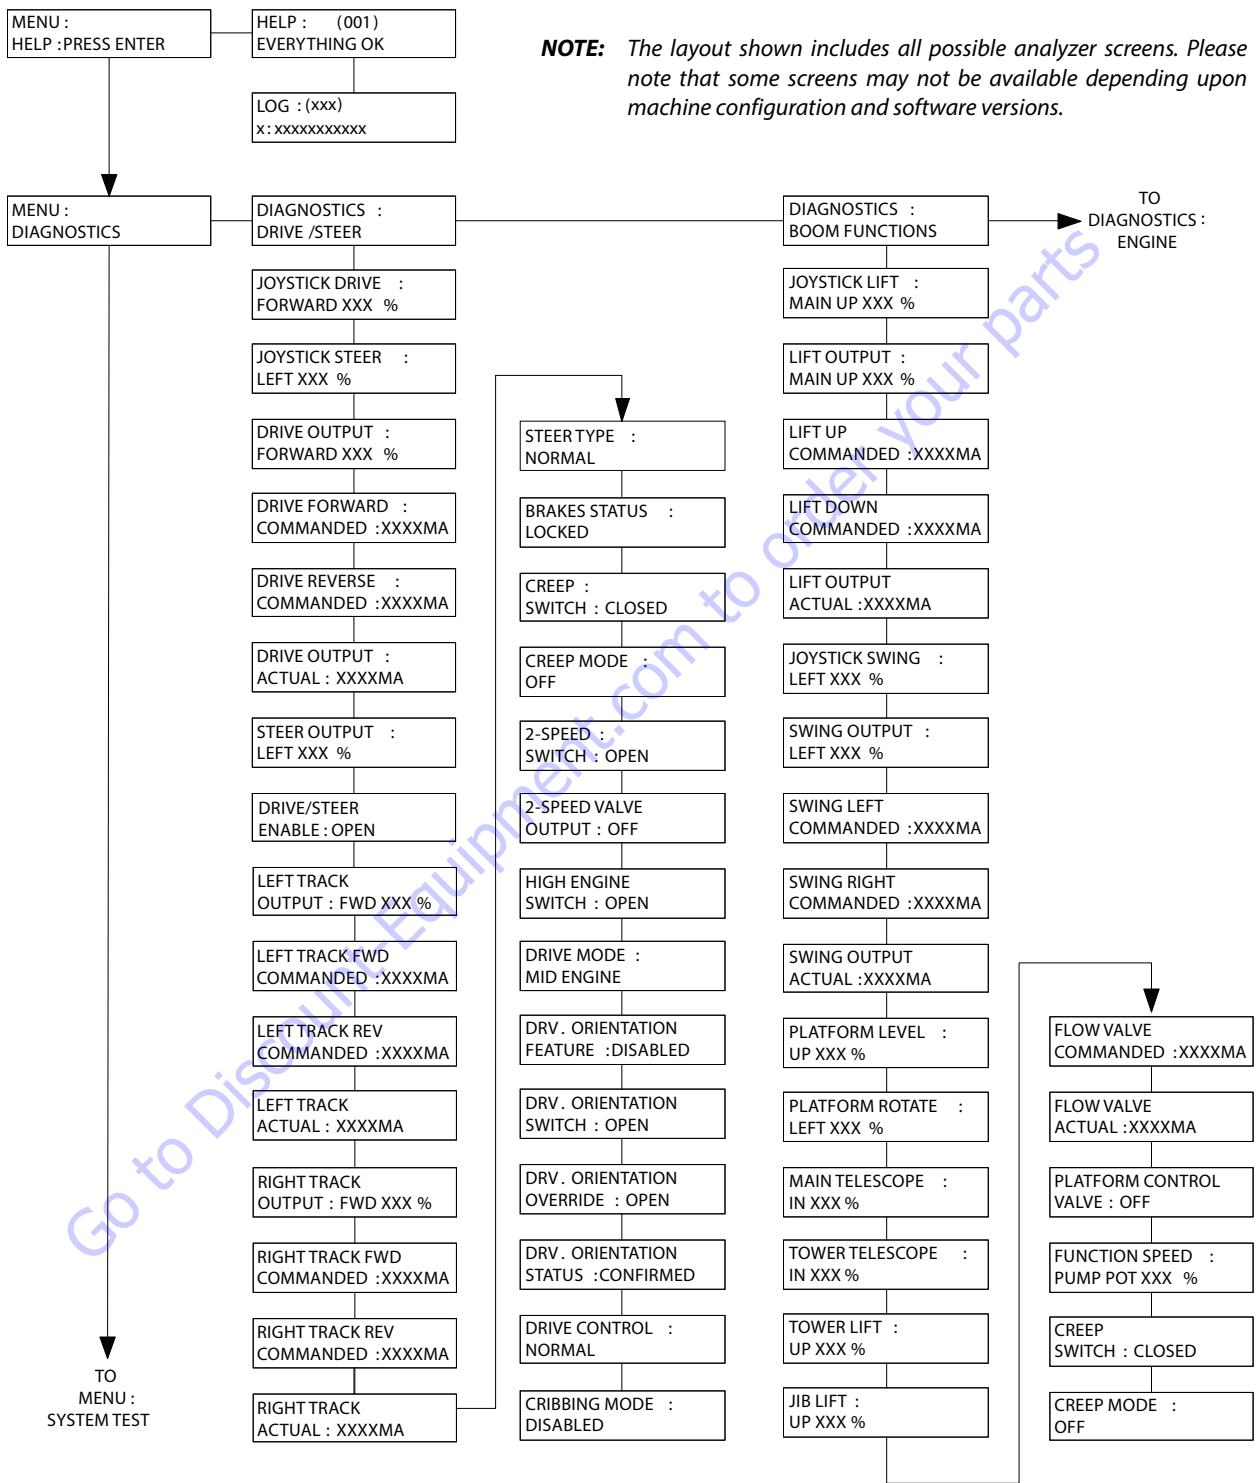 MENU :
HELP :PRESS ENTER
HELP : (001)
EVERYTHING OK
LOG : (xxx)
x : xxxxxxxxxxx
NOTE: The layout shown includes all possible analyzer screens. Please
note that some screens may not be available depending upon
machine configuration and software versions.
MENU :
DIAGNOSTICS
DIAGNOSTICS :
DRIVE /STEER
JOYSTICK DRIVE :
FORWARD XXX %
JOYSTICK STEER :
LEFT XXX %
DRIVE OUTPUT :
FORWARD XXX %
DRIVE FORWARD :
COMMANDED :XXXXMA
DRIVE REVERSE :
COMMANDED :XXXXMA
DRIVE OUTPUT :
ACTUAL : XXXXMA
STEER OUTPUT :
LEFT XXX %
DRIVE/STEER
ENABLE : OPEN
LEFT TRACK
OUTPUT : FWD XXX %
LEFT TRACK FWD
COMMANDED :XXXXMA
LEFT TRACK REV
COMMANDED :XXXXMA
LEFT TRACK
ACTUAL : XXXXMA
RIGHT TRACK
OUTPUT : FWD XXX %
RIGHT TRACK FWD
COMMANDED :XXXXMA
RIGHT TRACK REV
COMMANDED :XXXXMA
RIGHT TRACK
ACTUAL : XXXXMA
TO
MENU :
SYSTEM TEST
STEER TYPE :
NORMAL
BRAKES STATUS :
LOCKED
CREEP :
SWITCH : CLOSED
CREEP MODE :
OFF
2-SPEED :
SWITCH : OPEN
2-SPEED VALVE
OUTPUT : OFF
HIGH ENGINE
SWITCH : OPEN
DRIVE MODE :
MID ENGINE
DRV . ORIENTATION
FEATURE :DISABLED
DRV . ORIENTATION
SWITCH : OPEN
DRV . ORIENTATION
OVERRIDE : OPEN
DRV . ORIENTATION
STATUS :CONFIRMED
DRIVE CONTROL :
NORMAL
CRIBBING MODE :
DISABLED
DIAGNOSTICS :
BOOM FUNCTIONS
JOYSTICK LIFT :
MAIN UP XXX %
LIFT OUTPUT :
MAIN UP XXX %
LIFT UP
COMMANDED :XXXXMA
LIFT DOWN
COMMANDED :XXXXMA
LIFT OUTPUT
ACTUAL :XXXXMA
JOYSTICK SWING :
LEFT XXX %
SWING OUTPUT :
LEFT XXX %
SWING LEFT
COMMANDED :XXXXMA
SWING RIGHT
COMMANDED :XXXXMA
SWING OUTPUT
ACTUAL :XXXXMA
PLATFORM LEVEL :
UP XXX %
PLATFORM ROTATE :
LEFT XXX %
MAIN TELESCOPE :
IN XXX %
TOWER TELESCOPE :
IN XXX %
TOWER LIFT :
UP XXX %
JIB LIFT :
UP XXX %
TO
DIAGNOSTICS :
ENGINE
FLOW VALVE
COMMANDED :XXXXMA
FLOW VALVE
ACTUAL :XXXXMA
PLATFORM CONTROL
VALVE : OFF
FUNCTION SPEED :
PUMP POT XXX %
CREEP
SWITCH : CLOSED
CREEP MODE :
OFF
Go to Discount-Equipment.com to order your parts